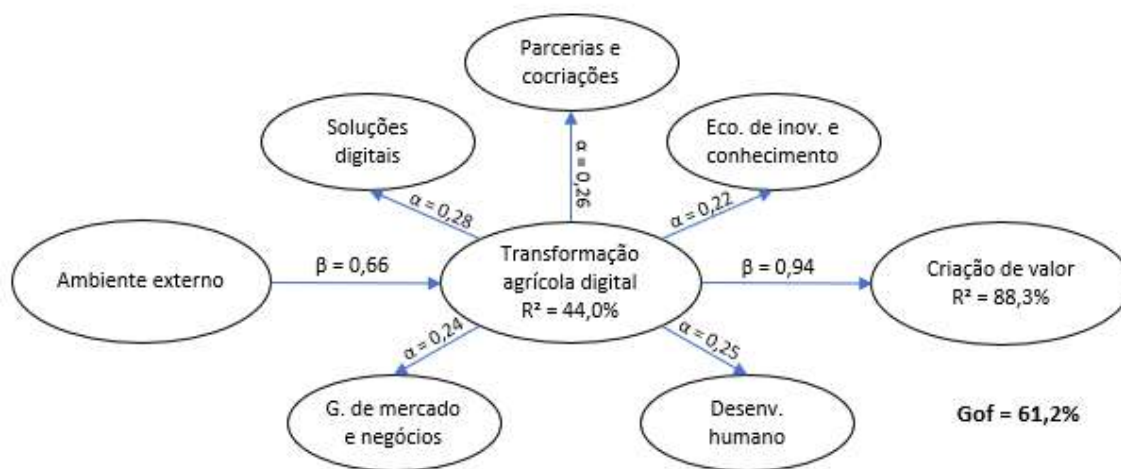 Parcerias e
cocriações
Soluções
digitais
Eco. de inov. e
conhecimento
α = 0,28
α = 0,26
α = 0,22
Ambiente externo
β = 0,66
Transformação
agrícola digital
R² = 44,0%
β = 0,94
Criação de valor
R² = 88,3%
α = 0,24
α = 0,25
G. de mercado
e negócios
Desenv.
humano
Gof = 61,2%